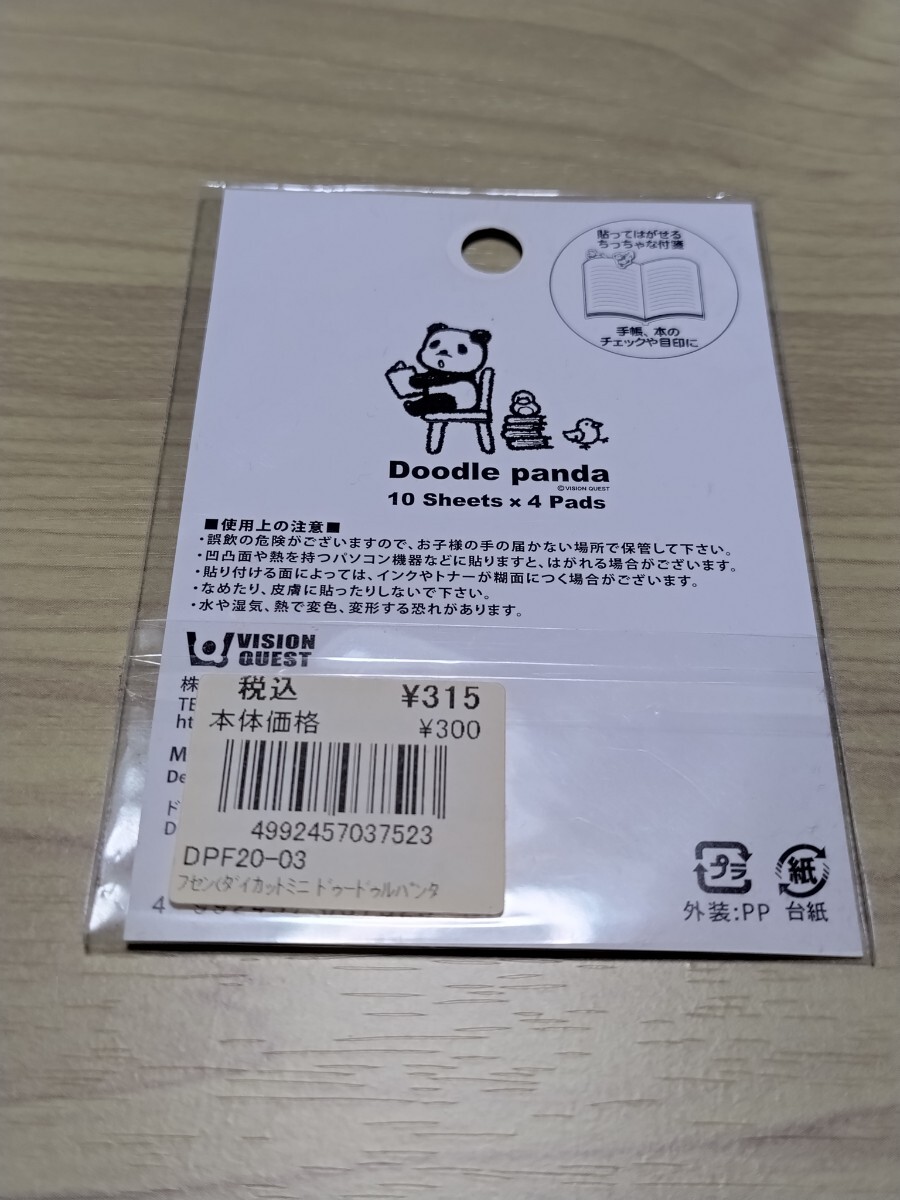 貼ってはがせる
ちっちゃな付箋
手帳、本の
チェックや目印に
Doodle panda
©VISION QUEST
10 Sheets × 4 Pads
■使用上の注意■
・誤飲の危険がございますので、お子様の手の届かない場所で保管して下さい。
・凹凸面や熱を持つパソコン機器などに貼りますと、はがれる場合がございます。
・貼り付ける面によっては、インクやトナーが糊面につく場合がございます。
・なめたり、皮膚に貼ったりしないで下さい。
・水や湿気、熱で変色、変形する恐れがあります。
VISION
QUEST
株
TE
ht
M
De
ド
D
税込 ¥315
本体価格 ¥300
4992457037523
DPF20-03
フセン(ダイカットミニ ドゥードゥルパンタ
4
プラ
外装:PP
紙
台紙